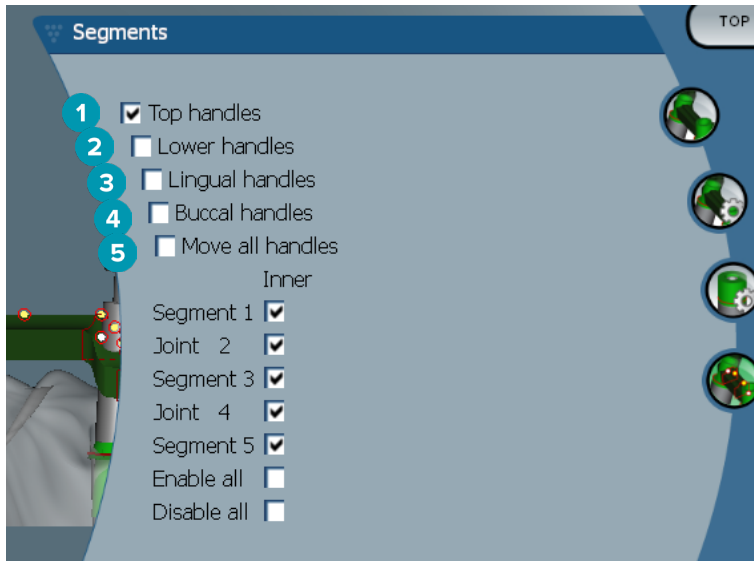 TOP
Segments
1 Top handles
2 Lower handles
3 Lingual handles
4 Buccal handles
5 Move all handles
Inner
Segment 1
Joint 2
Segment 3
Joint 4
Segment 5
Enable all
Disable all